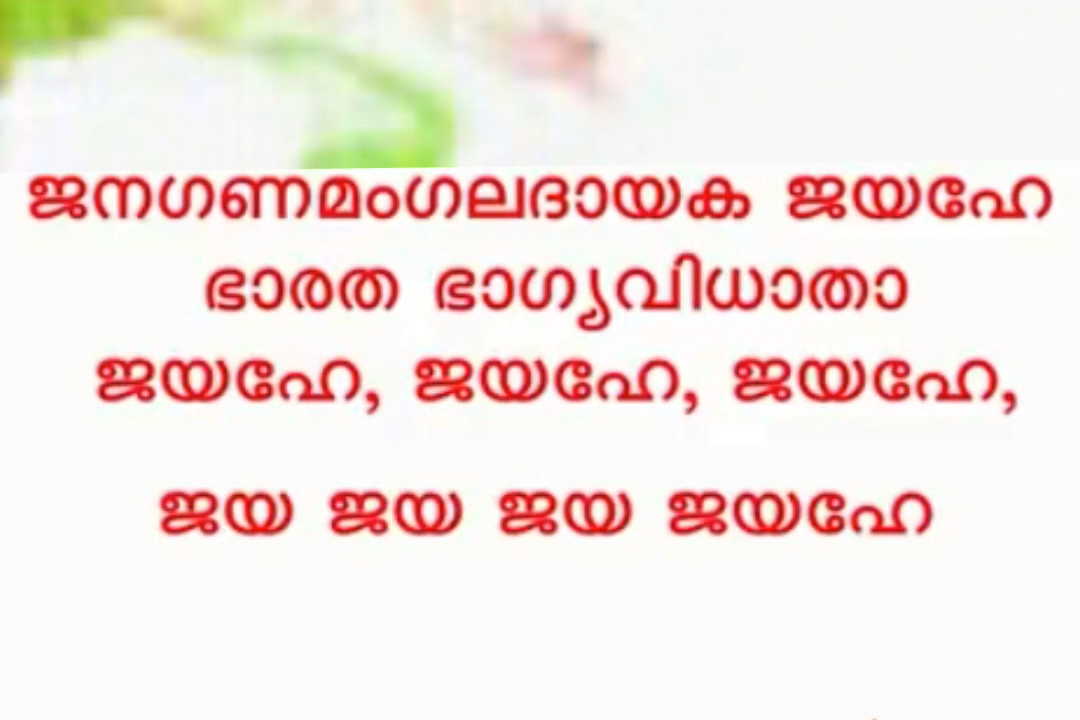 ജനഗണമംഗലദായക ജയഹേ
ഭാരത ഭാഗ്യവിധാതാ
ജയഹേ, ജയഹേ, ജയഹേ,
ജയ ജയ ജയ ജയഹേ